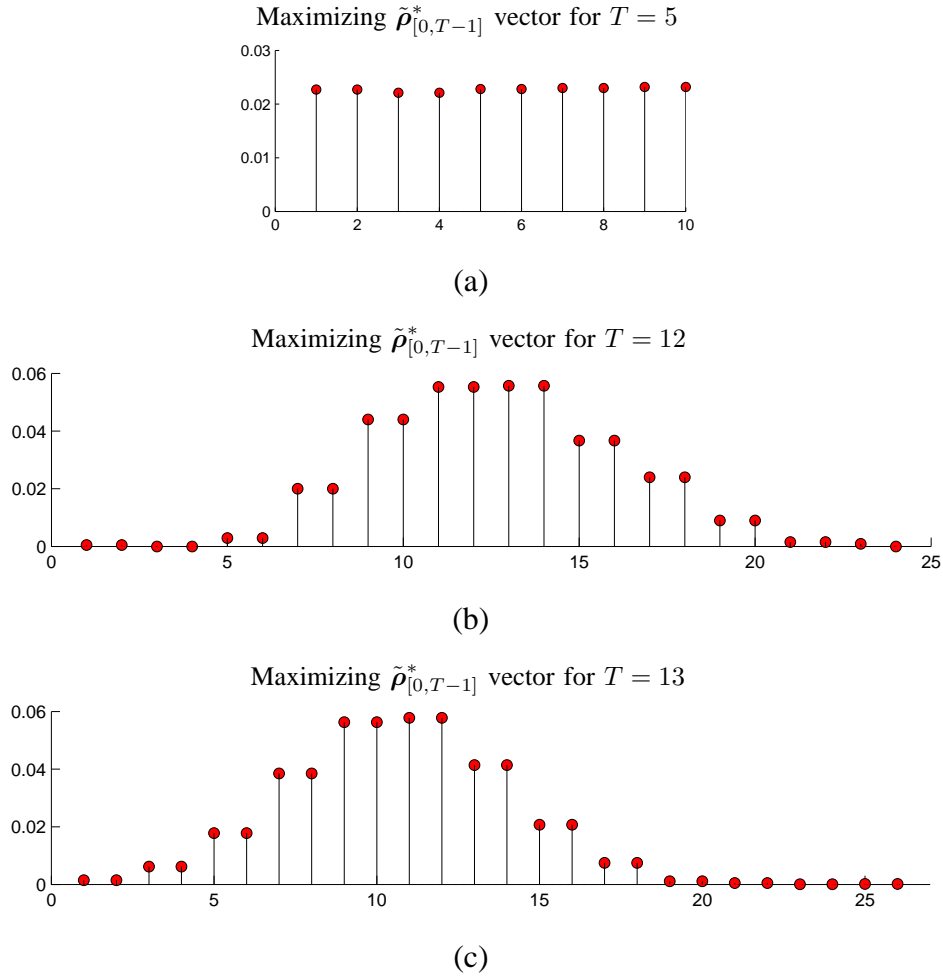 Maximizing ρ̃*[0,T−1] vector for T = 5
0.03
0.02
0.01
0
0 2 4 6 8 10
(a)
Maximizing ρ̃*[0,T−1] vector for T = 12
0.06
0.04
0.02
0
0 5 10 15 20 25
(b)
Maximizing ρ̃*[0,T−1] vector for T = 13
0.06
0.04
0.02
0
0 5 10 15 20 25
(c)